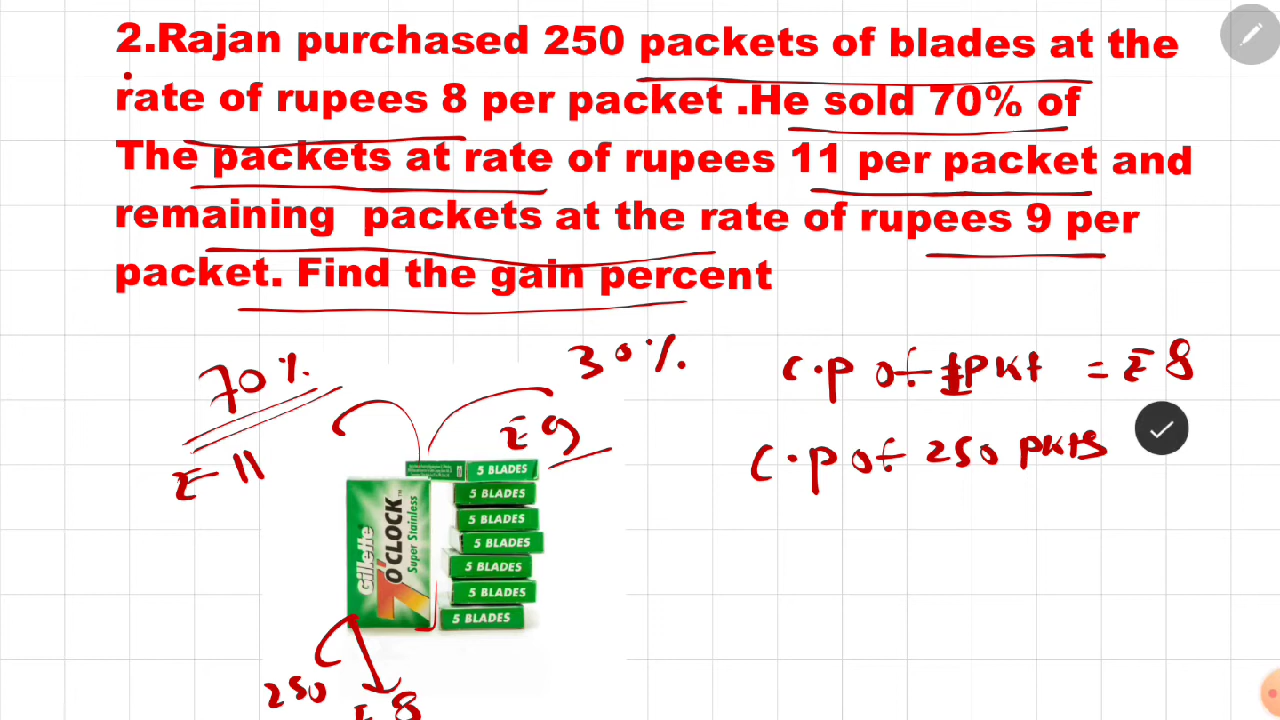 2.Rajan purchased 250 packets of blades at the
rate of rupees 8 per packet .He sold 70% of
The packets at rate of rupees 11 per packet and
remaining packets at the rate of rupees 9 per
packet. Find the gain percent
70%
30%
C.P of 1PKT = ₹8
₹11
₹9
C.P of 250 PKTS
5 BLADES
5 BLADES
5 BLADES
5 BLADES
5 BLADES
5 BLADES
5 BLADES
Gillette
7 O'CLOCK™
Super Stainless
250
₹8